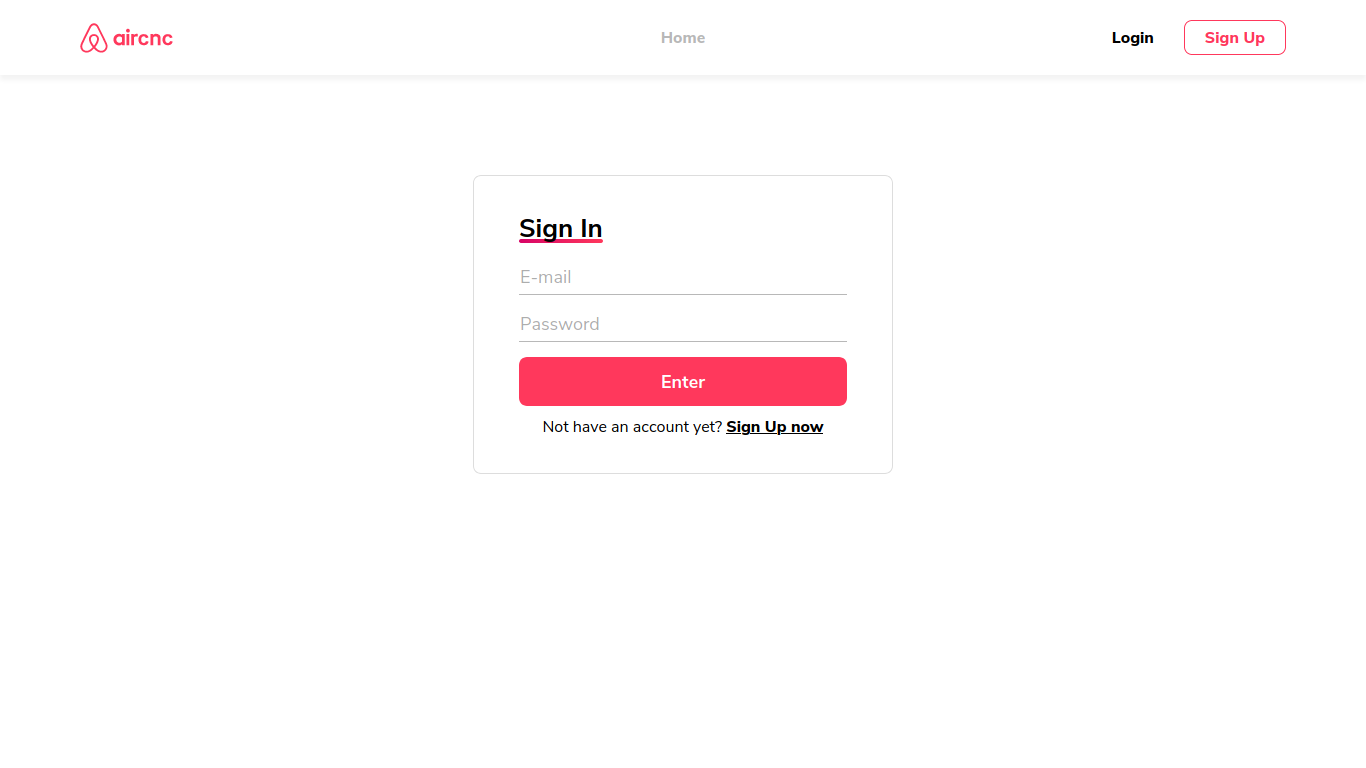 aircnc
Home
Login
Sign Up
Sign In
E-mail
Password
Enter
Not have an account yet? Sign Up now